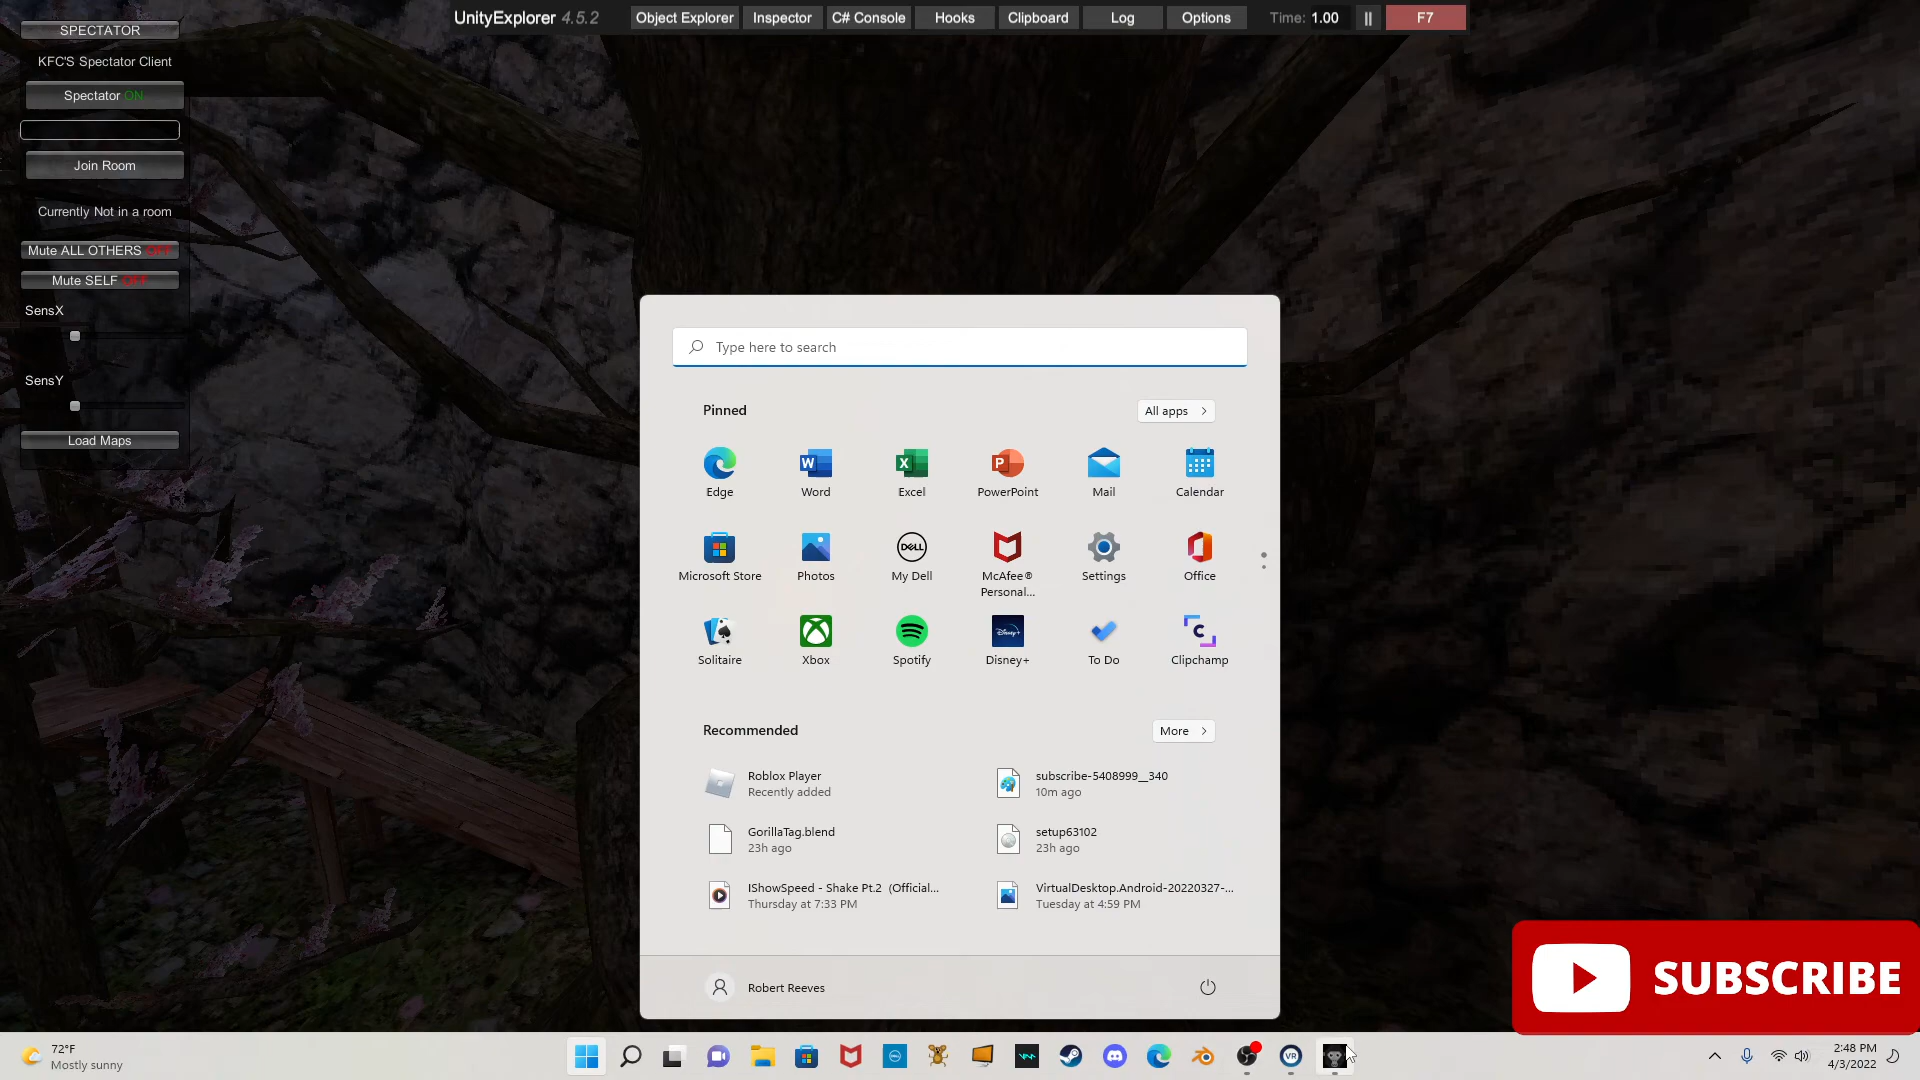 UnityExplorer 4.5.2
Object Explorer
Inspector
C# Console
Hooks
Clipboard
Log
Options
Time: 1.00
||
F7
SPECTATOR
KFC'S Spectator Client
Spectator ON
Join Room
Currently Not in a room
Mute ALL OTHERS OFF
Mute SELF OFF
SensX
SensY
Load Maps
Type here to search
Pinned
All apps
Edge
Word
Excel
PowerPoint
Mail
Calendar
Microsoft Store
Photos
My Dell
McAfee®
Personal...
Settings
Office
Solitaire
Xbox
Spotify
Disney+
To Do
Clipchamp
Recommended
More
Roblox Player
Recently added
subscribe-5408999__340
10m ago
GorillaTag.blend
23h ago
setup63102
23h ago
IShowSpeed - Shake Pt.2 (Official...
Thursday at 7:33 PM
VirtualDesktop.Android-20220327-...
Tuesday at 4:59 PM
Robert Reeves
SUBSCRIBE
72°F
Mostly sunny
2:48 PM
4/3/2022